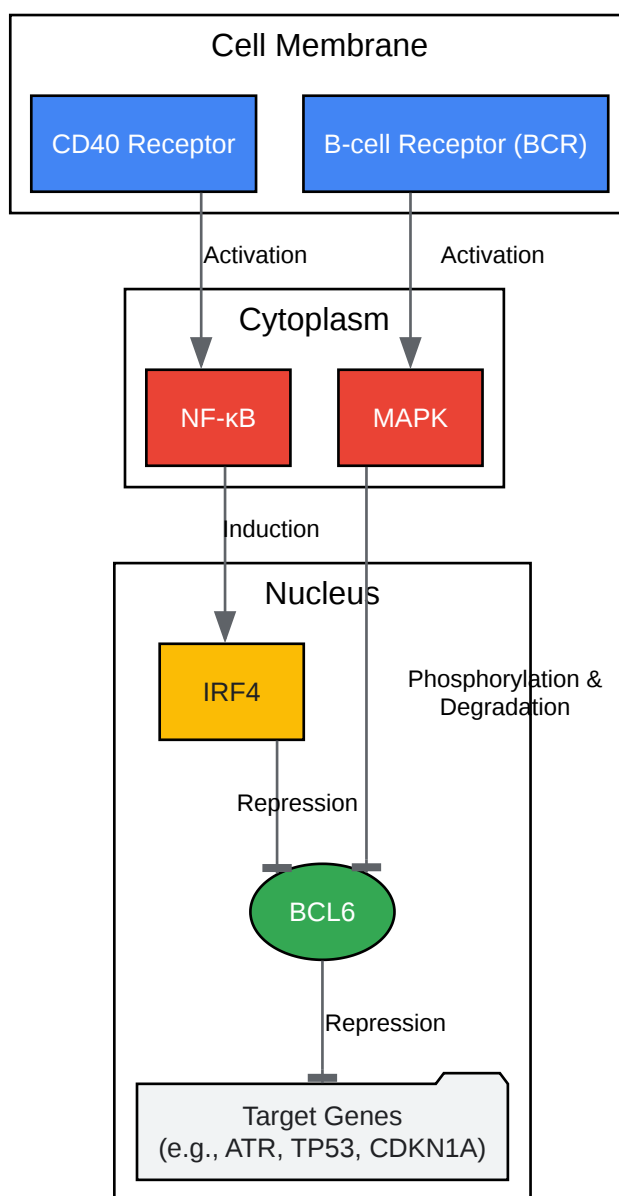 Cell Membrane
CD40 Receptor
B-cell Receptor (BCR)
Activation
Activation
Cytoplasm
NF-κB
MAPK
Induction
Nucleus
IRF4
Phosphorylation &
Degradation
Repression
BCL6
Repression
Target Genes
(e.g., ATR, TP53, CDKN1A)